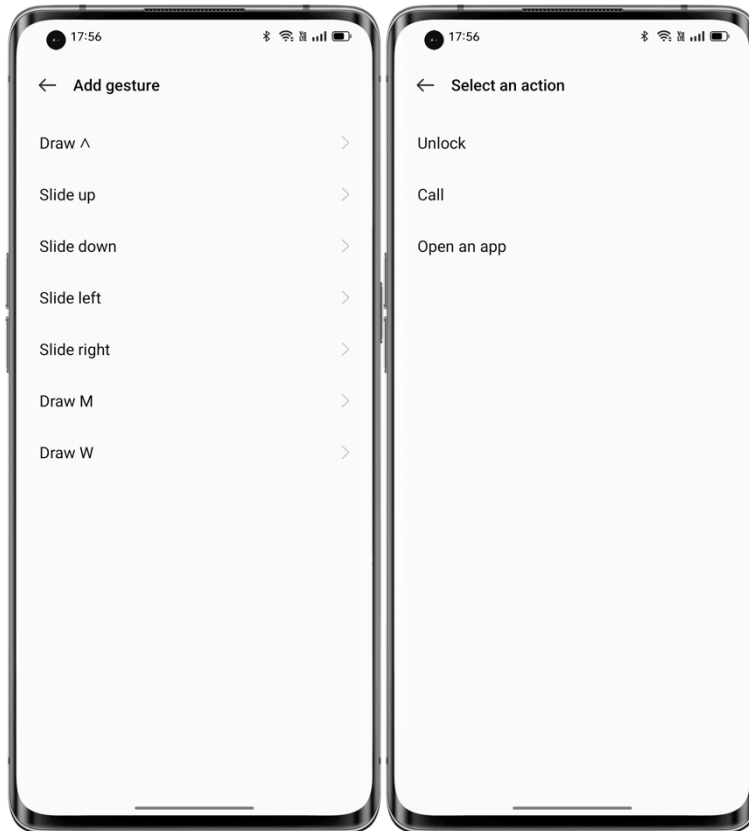 17:56
Add gesture
Draw ∧
Slide up
Slide down
Slide left
Slide right
Draw M
Draw W
17:56
Select an action
Unlock
Call
Open an app